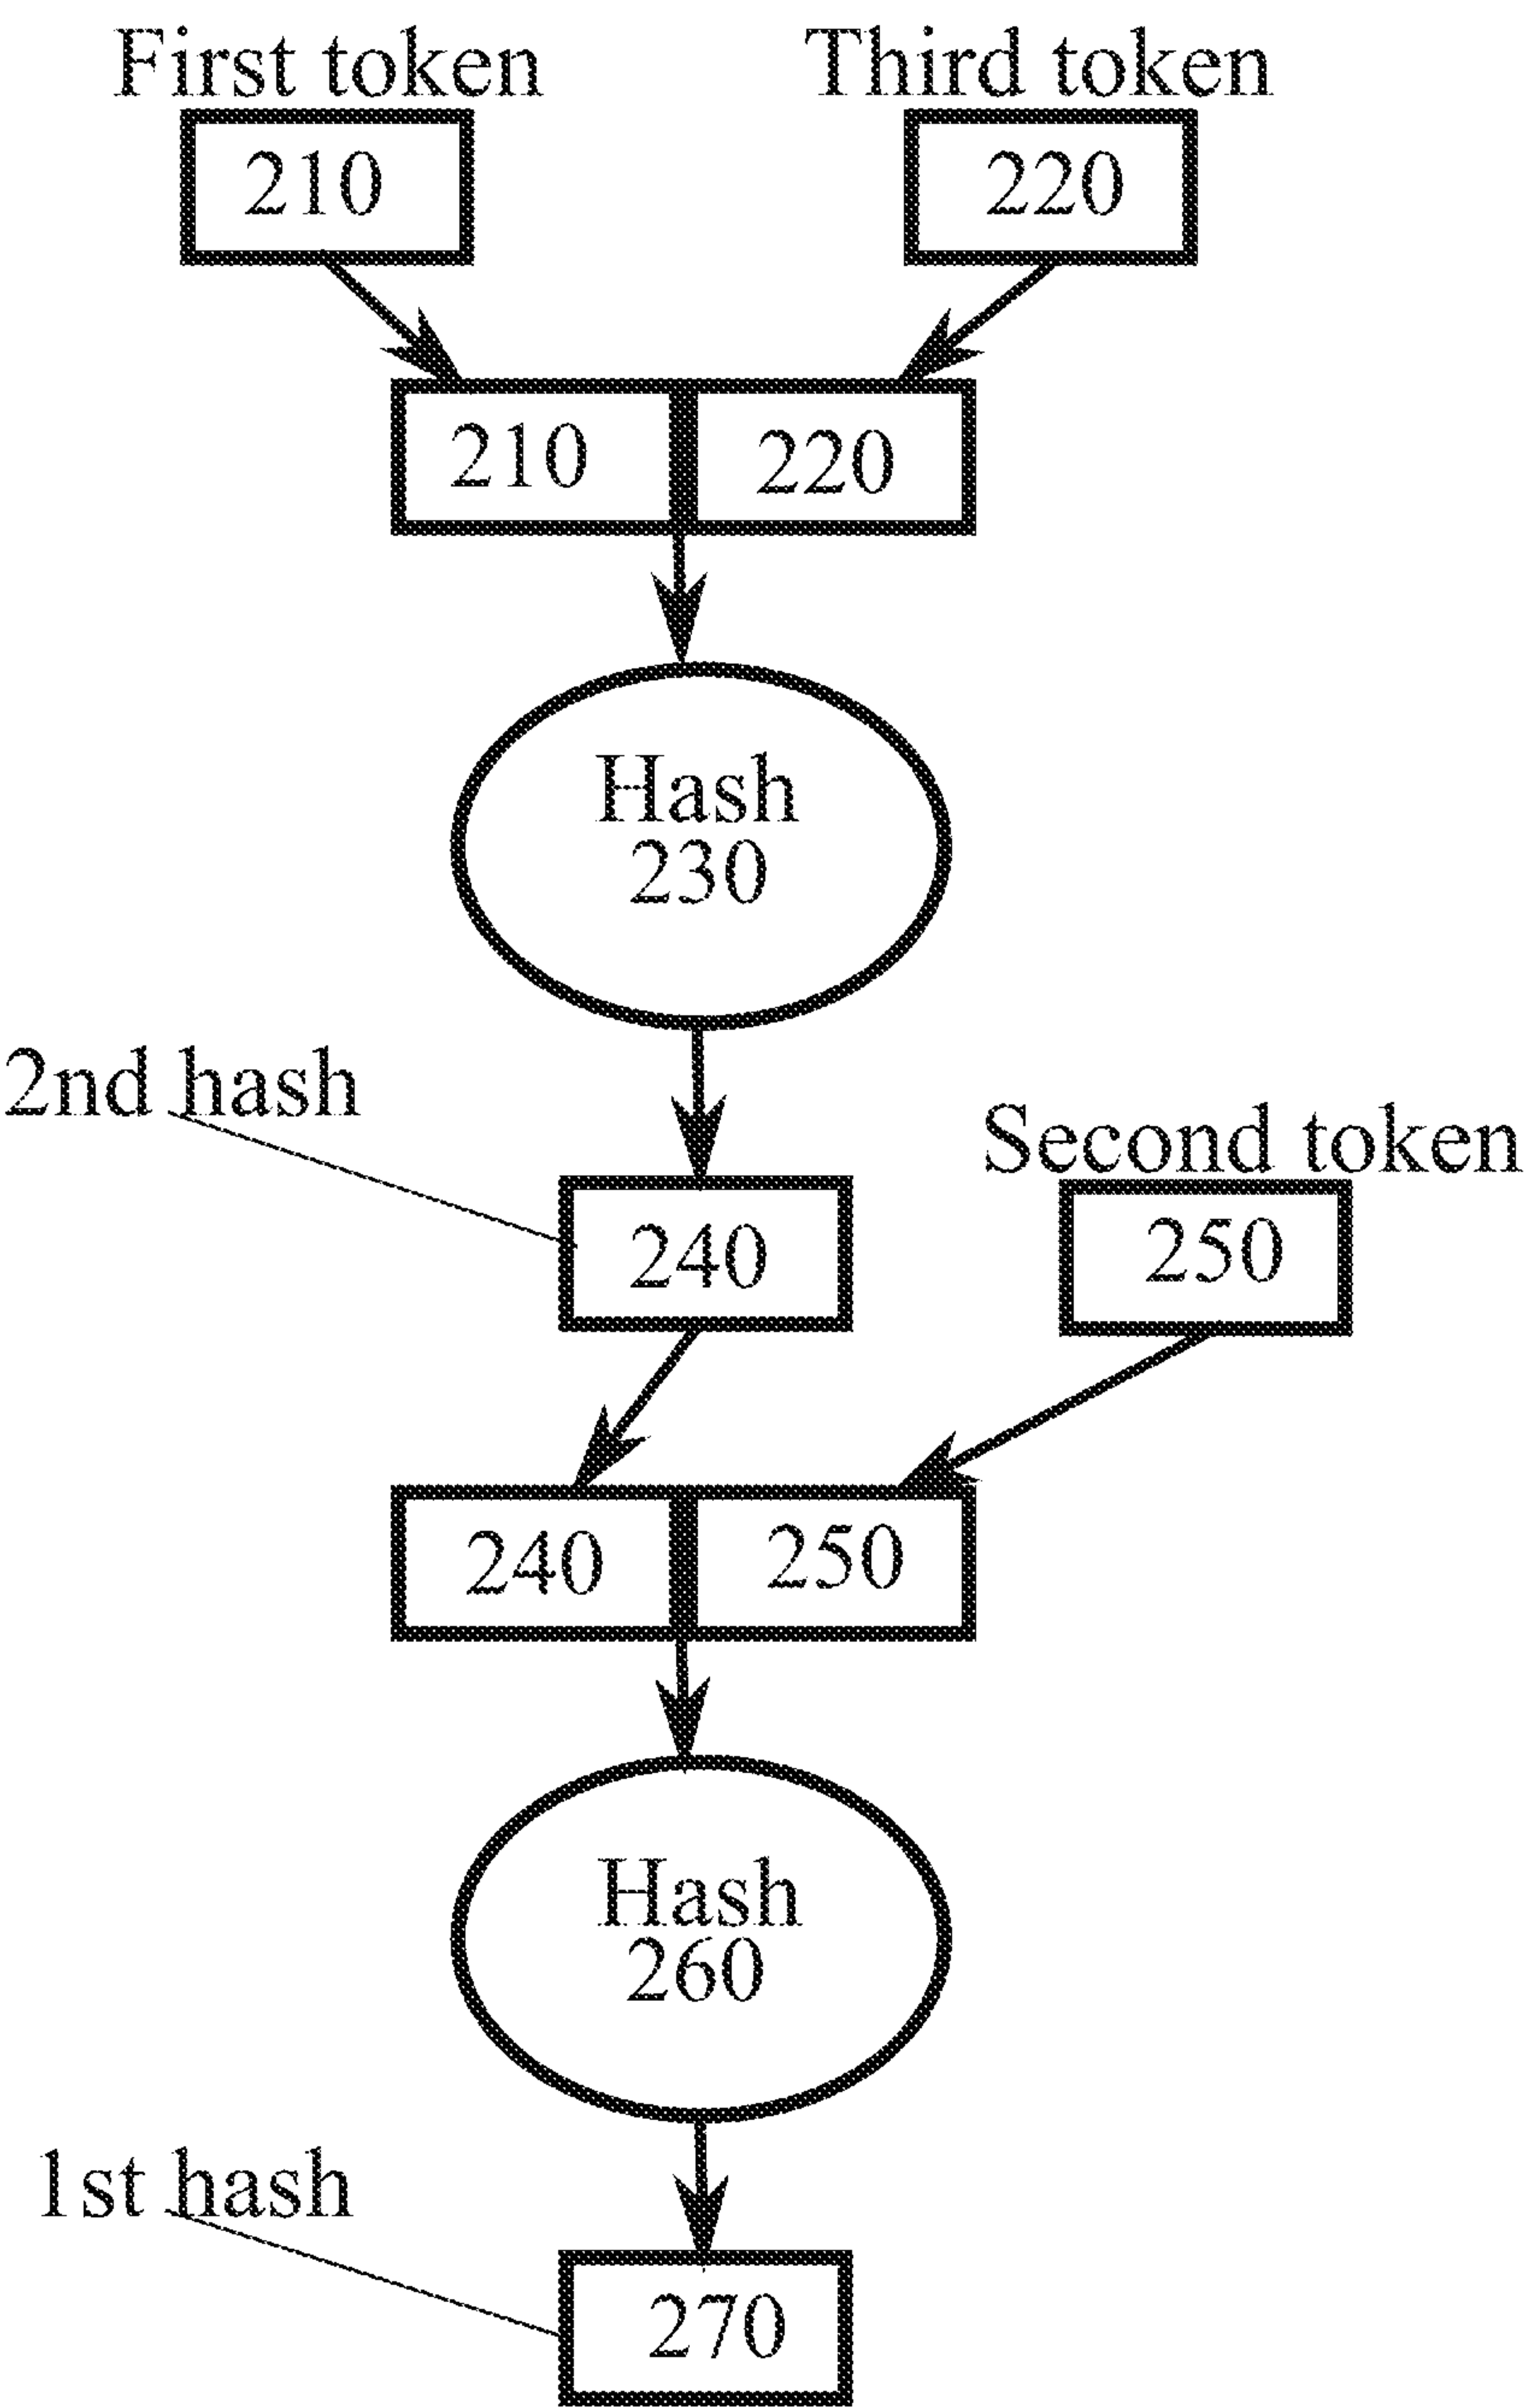 First token
Third token
210
220
210
220
Hash
230
2nd hash
Second token
240
250
240
250
Hash
260
1st hash
270